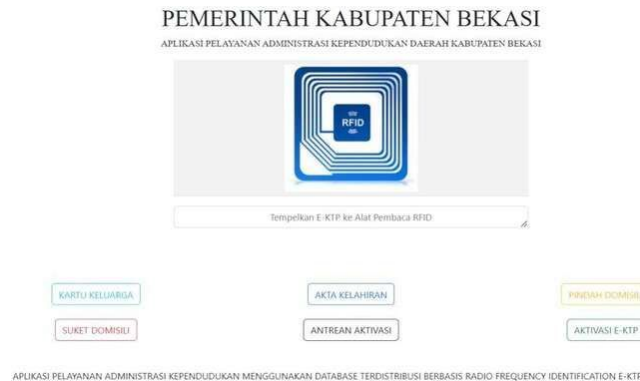 PEMERINTAH KABUPATEN BEKASI
APLIKASI PELAYANAN ADMINISTRASI KEPENDUDUKAN DAERAH KABUPATEN BEKASI
RFID
Tempelkan E-KTP ke Alat Pembaca RFID
KARTU KELUARGA
AKTA KELAHIRAN
PINDAH DOMISILI
SUKET DOMISILI
ANTREAN AKTIVASI
AKTIVASI E-KTP
APLIKASI PELAYANAN ADMINISTRASI KEPENDUDUKAN MENGGUNAKAN DATABASE TERDISTRIBUSI BERBASIS RADIO FREQUENCY IDENTIFICATION E-KTP